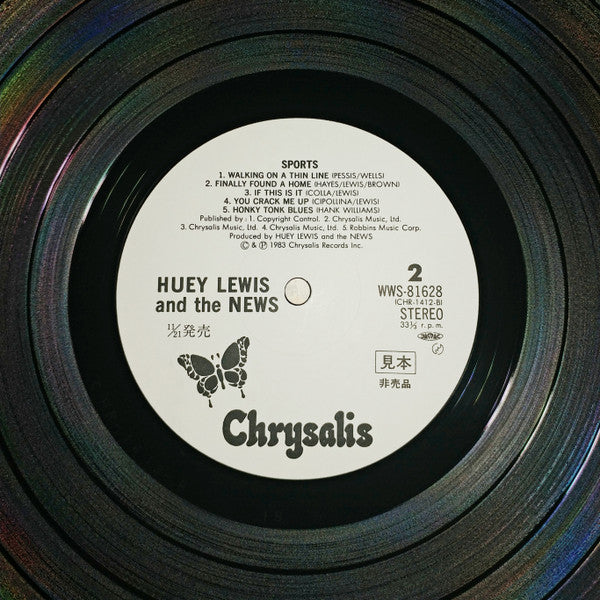 SPORTS
1. WALKING ON A THIN LINE (PESSIS/WELLS)
2. FINALLY FOUND A HOME (HAYES/LEWIS/BROWN)
3. IF THIS IS IT (COLLA/LEWIS)
4. YOU CRACK ME UP (CIPOLLINA/LEWIS)
5. HONKY TONK BLUES (HANK WILLIAMS)
Published by : 1. Copyright Control. 2. Chrysalis Music, Ltd.
3. Chrysalis Music, Ltd. 4. Chrysalis Music, Ltd. 5. Robbins Music Corp.
Produced by HUEY LEWIS and the NEWS
© & Ⓟ 1983 Chrysalis Records Inc.
HUEY LEWIS
and the NEWS
11/21発売
2
WWS-81628
(CHR-1412-B)
STEREO
33⅓ r.p.m.
見本
非売品
Chrysalis